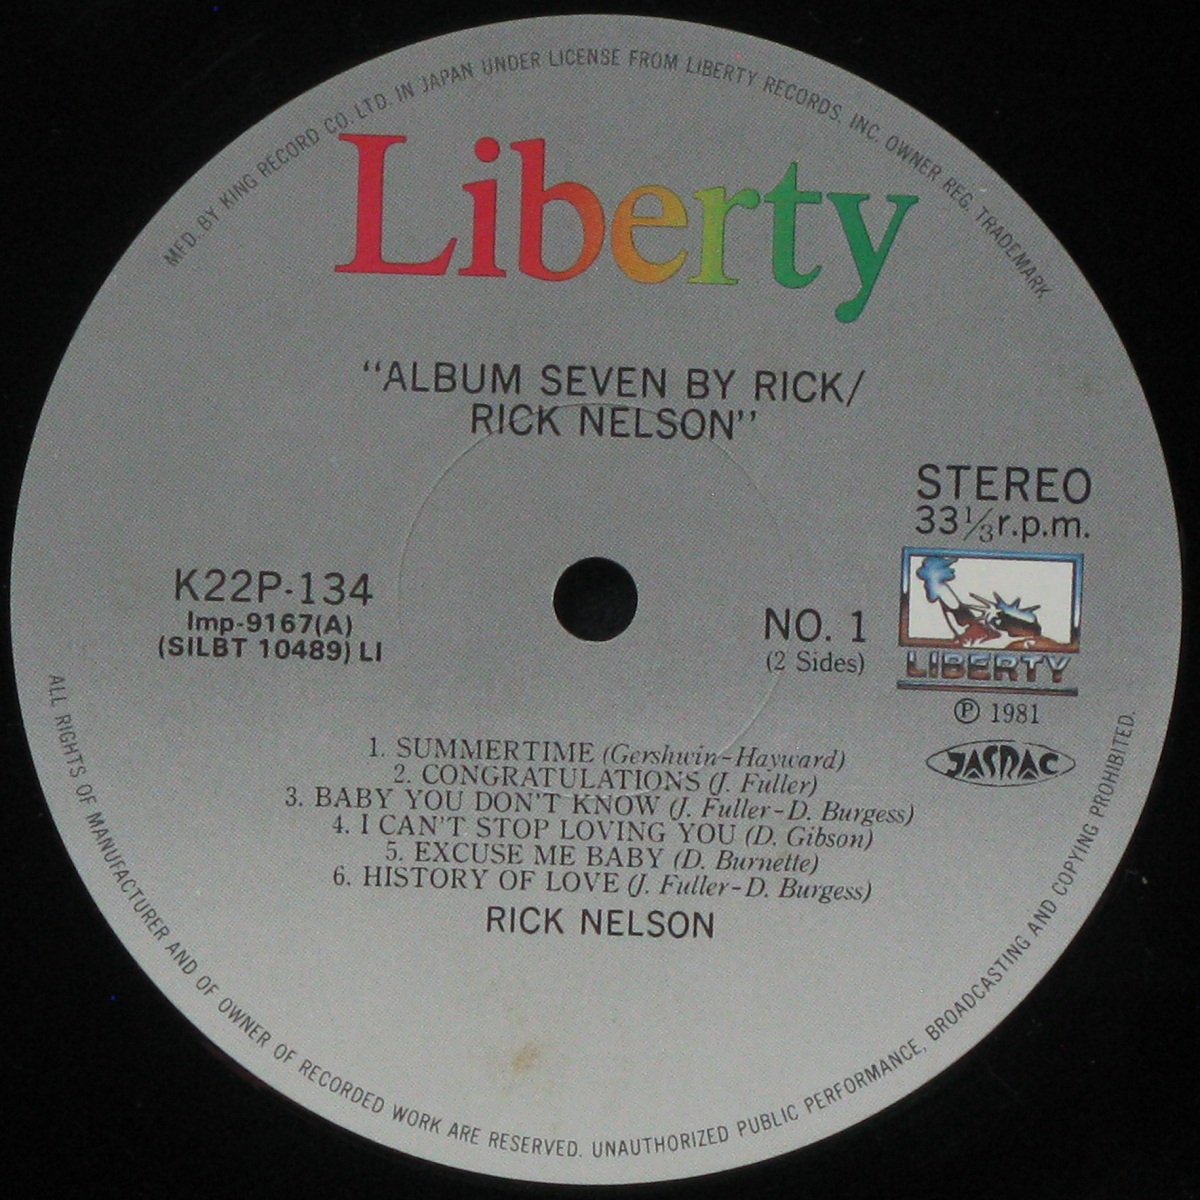 MFD. BY KING RECORD CO. LTD. IN JAPAN UNDER LICENSE FROM LIBERTY RECORDS, INC. OWNER REG. TRADEMARK
Liberty
"ALBUM SEVEN BY RICK/
RICK NELSON"
STEREO
33⅓r.p.m.
K22P-134
Imp-9167(A)
(SILBT 10489) LI
NO. 1
(2 Sides)
LIBERTY
Ⓟ 1981
JASRAC
1. SUMMERTIME (Gershwin-Hayward)
2. CONGRATULATIONS (J. Fuller)
3. BABY YOU DON'T KNOW (J. Fuller-D. Burgess)
4. I CAN'T STOP LOVING YOU (D. Gibson)
5. EXCUSE ME BABY (D. Burnette)
6. HISTORY OF LOVE (J. Fuller-D. Burgess)
RICK NELSON
ALL RIGHTS OF MANUFACTURER AND OF OWNER OF RECORDED WORK ARE RESERVED. UNAUTHORIZED PUBLIC PERFORMANCE, BROADCASTING AND COPYING PROHIBITED.